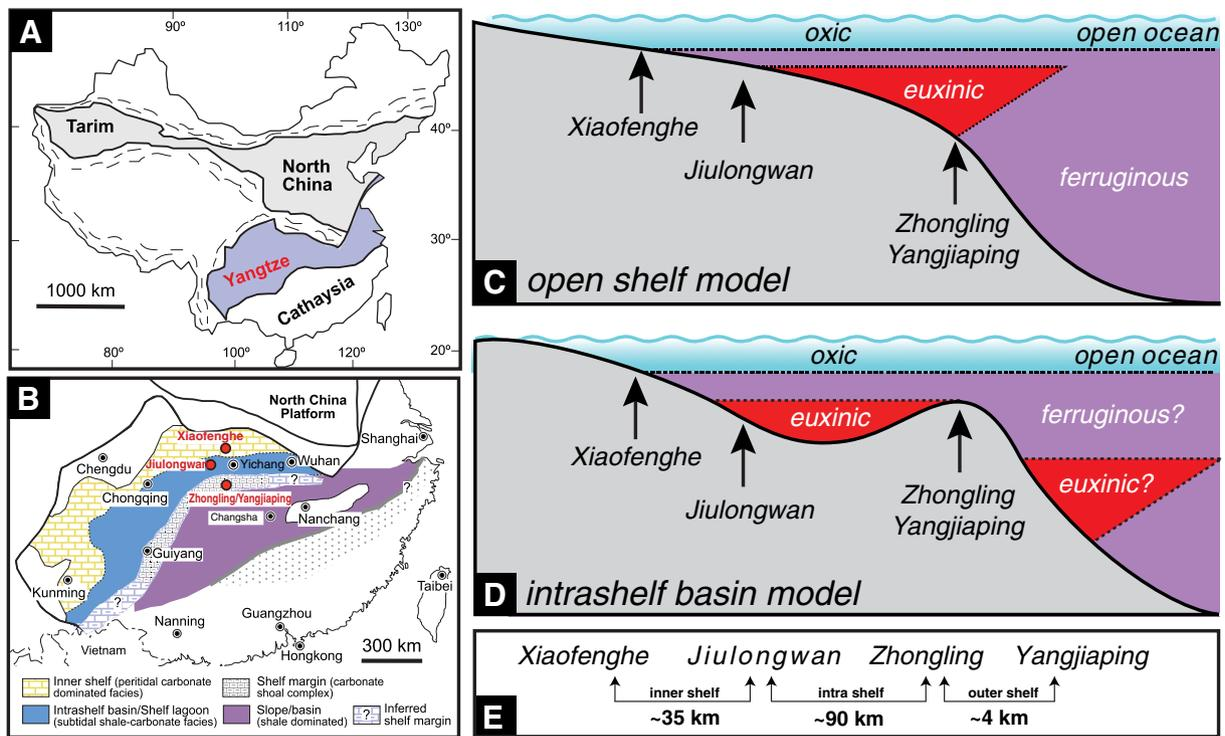 A
90°
110°
130°
Tarim
40°
North
China
30°
Yangtze
1000 km
Cathaysia
20°
80°
100°
120°
B
North China
Platform
Xiaofenghe
Shanghai
Chengdu
Jiulongwan
Yichang
Wuhan
?
Chongqing
Zhongling/Yangjiaping
?
Changsha
Nanchang
Guiyang
Kunming
?
Taibei
Guangzhou
Nanning
300 km
Vietnam
Hongkong
Inner shelf (peritidal carbonate
dominated facies)
Shelf margin (carbonate
shoal complex)
Intrashelf basin/Shelf lagoon
(subtidal shale-carbonate facies)
Slope/basin
(shale dominated)
? Inferred
shelf margin
oxic
open ocean
euxinic
Xiaofenghe
Jiulongwan
ferruginous
Zhongling
Yangjiaping
C open shelf model
oxic
open ocean
euxinic
ferruginous?
Xiaofenghe
euxinic?
Jiulongwan
Zhongling
Yangjiaping
D intrashelf basin model
Xiaofenghe Jiulongwan Zhongling Yangjiaping
inner shelf intra shelf outer shelf
E ~35 km ~90 km ~4 km